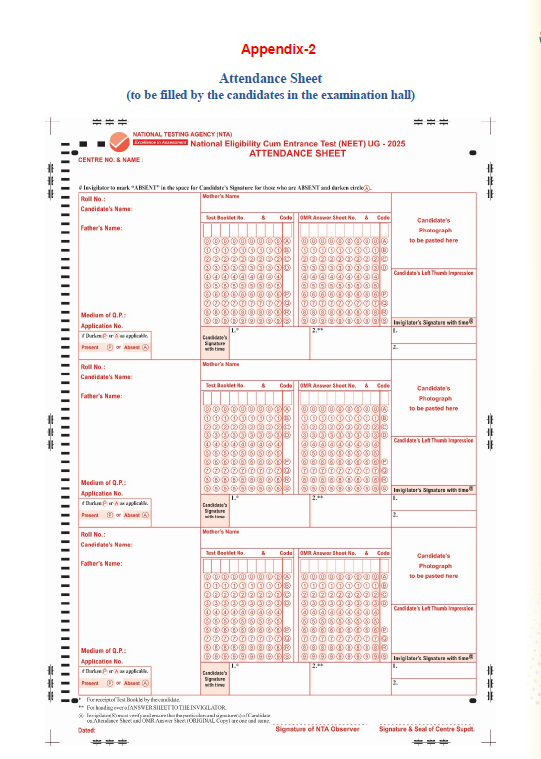 Appendix-2
Attendance Sheet
(to be filled by the candidates in the examination hall)
NATIONAL TESTING AGENCY (NTA)
Excellence in Assessment National Eligibility Cum Entrance Test (NEET) UG - 2025
ATTENDANCE SHEET
CENTRE NO. & NAME :
# Invigilator to mark "ABSENT" in the space for Candidate's Signature for those who are ABSENT and darken circle Ⓐ.
Roll No.:
Mother's Name
Candidate's Name:
Test Booklet No. & Code
OMR Answer Sheet No. & Code
Father's Name:
Candidate's
Photograph
to be pasted here
Candidate's Left Thumb Impression
Medium of Q.P.:
Application No.
Invigilator's Signature with time@
# Darken Ⓟ or Ⓐ as applicable.
Present Ⓟ or Absent Ⓐ
Candidate's
Signature
with time
1.*
2.**
1.
2.
Roll No.:
Mother's Name
Candidate's Name:
Test Booklet No. & Code
OMR Answer Sheet No. & Code
Father's Name:
Candidate's
Photograph
to be pasted here
Candidate's Left Thumb Impression
Medium of Q.P.:
Application No.
Invigilator's Signature with time@
# Darken Ⓟ or Ⓐ as applicable.
Present Ⓟ or Absent Ⓐ
Candidate's
Signature
with time
1.*
2.**
1.
2.
Roll No.:
Mother's Name
Candidate's Name:
Test Booklet No. & Code
OMR Answer Sheet No. & Code
Father's Name:
Candidate's
Photograph
to be pasted here
Candidate's Left Thumb Impression
Medium of Q.P.:
Application No.
Invigilator's Signature with time@
# Darken Ⓟ or Ⓐ as applicable.
Present Ⓟ or Absent Ⓐ
Candidate's
Signature
with time
1.*
2.**
1.
2.
* For receipt of Test Booklet by the candidate.
** For handing over of ANSWER SHEET TO THE INVIGILATOR.
@ Invigilator(S) must verify and ensure that the particulars and signature(s) of Candidate
on Attendance Sheet and OMR Answer Sheet (ORIGINAL Copy) are one and same.
Dated:
Signature of NTA Observer
Signature & Seal of Centre Supdt.